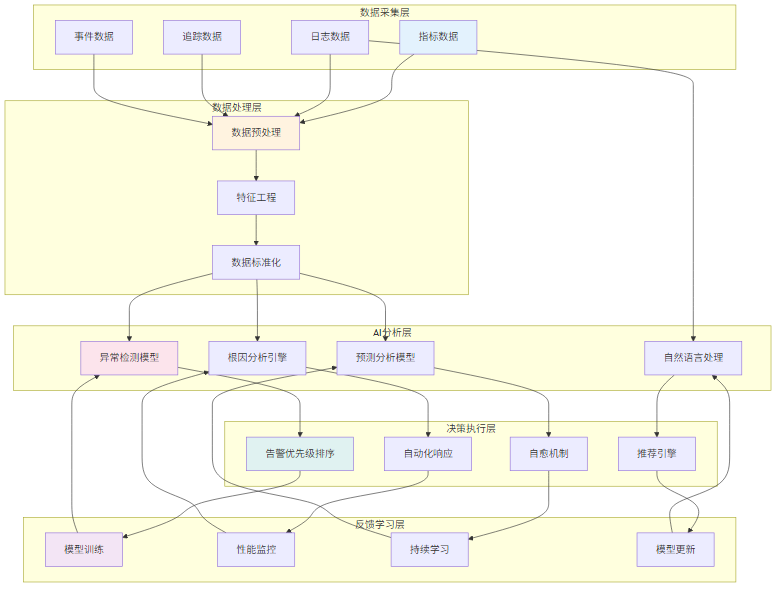 数据采集层
事件数据
追踪数据
日志数据
指标数据
数据处理层
数据预处理
特征工程
数据标准化
AI分析层
异常检测模型
根因分析引擎
预测分析模型
自然语言处理
决策执行层
告警优先级排序
自动化响应
自愈机制
推荐引擎
反馈学习层
模型训练
性能监控
持续学习
模型更新